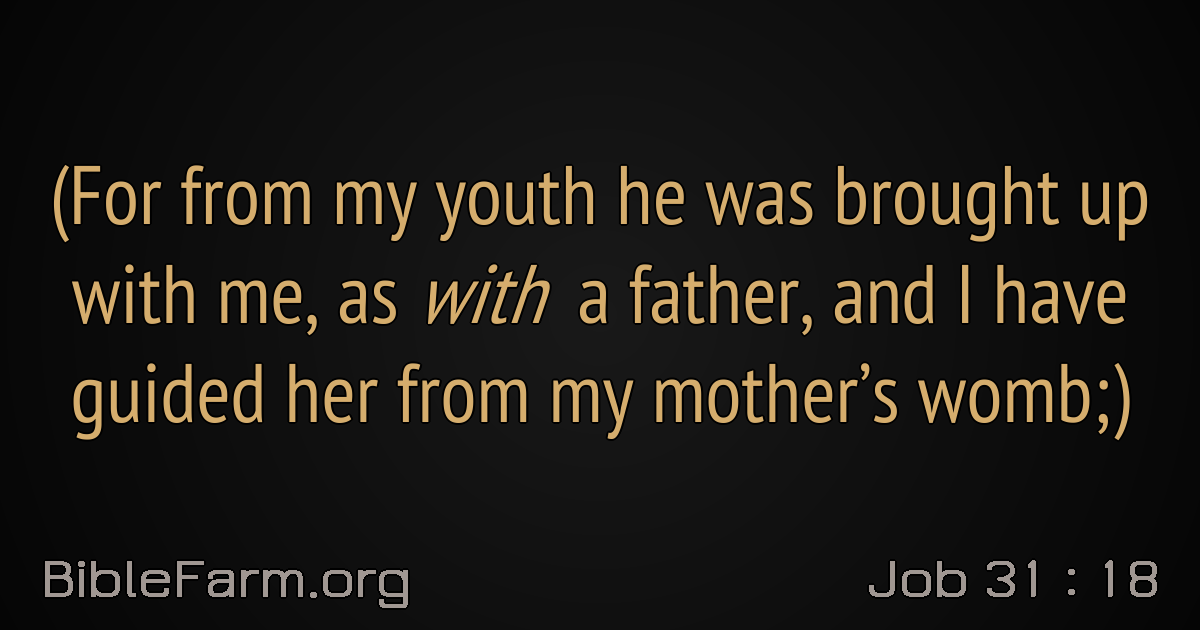 (For from my youth he was brought up
with me, as with a father, and I have
guided her from my mother’s womb;)
BibleFarm.org
Job 31 : 18